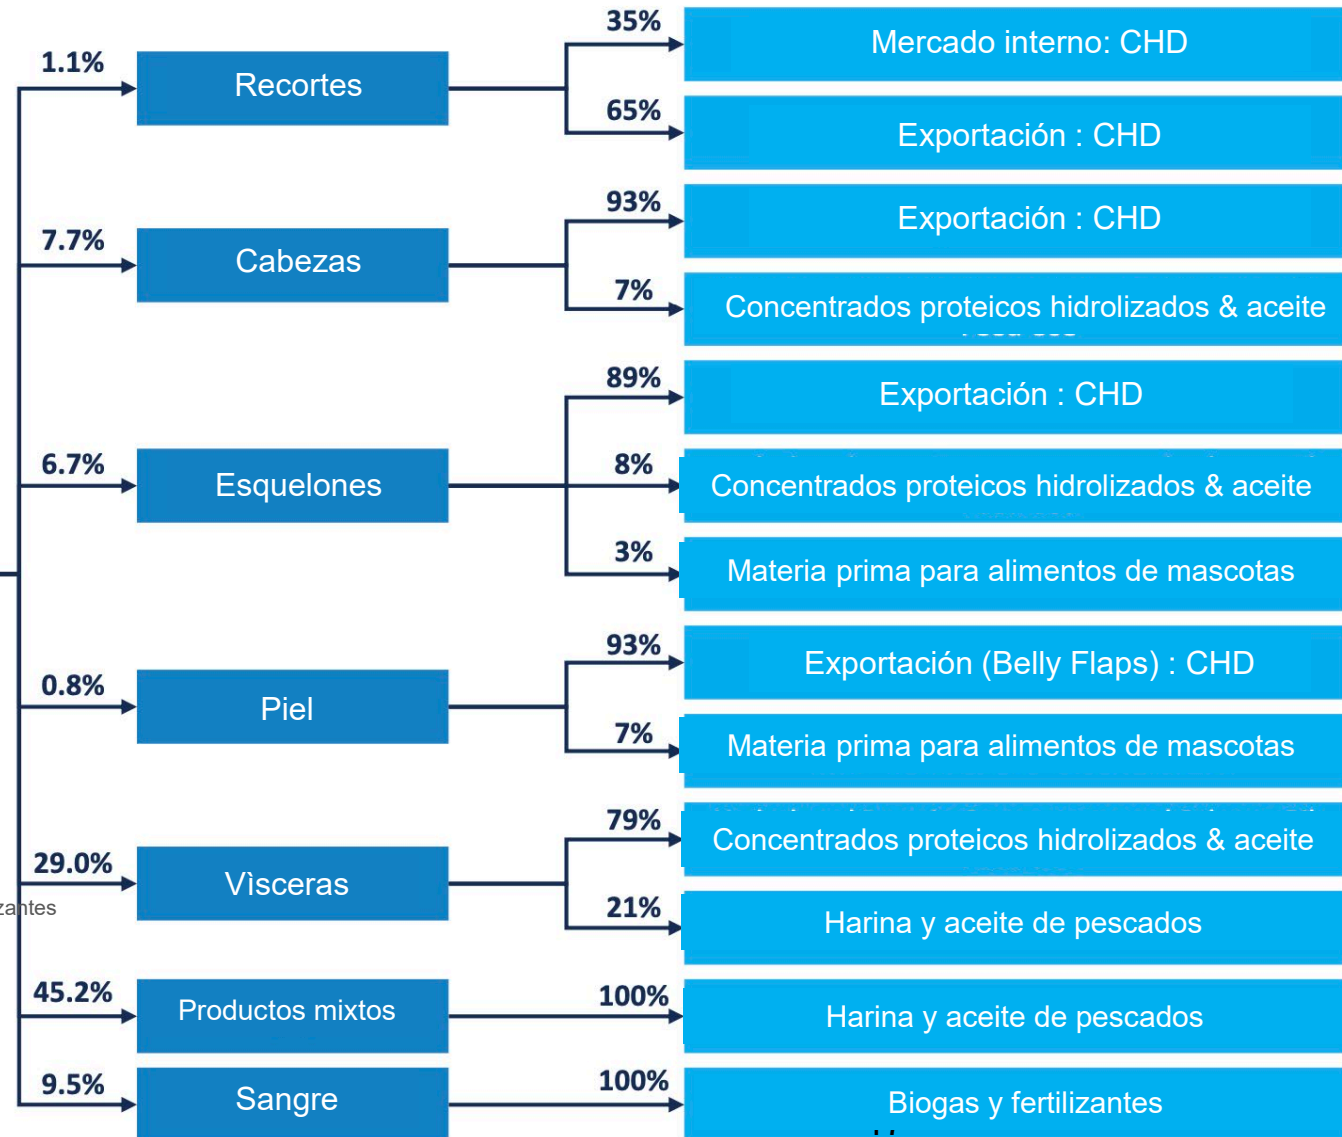 35%
Mercado interno: CHD
1.1%
Recortes
65%
Exportación : CHD
93%
Exportación : CHD
7.7%
Cabezas
7%
Concentrados proteicos hidrolizados & aceite
89%
Exportación : CHD
6.7%
Esquelones
8%
Concentrados proteicos hidrolizados & aceite
3%
Materia prima para alimentos de mascotas
93%
Exportación (Belly Flaps) : CHD
0.8%
Piel
7%
Materia prima para alimentos de mascotas
79%
Concentrados proteicos hidrolizados & aceite
29.0%
Vìsceras
zantes
21%
Harina y aceite de pescados
45.2%
Productos mixtos
100%
Harina y aceite de pescados
9.5%
Sangre
100%
Biogas y fertilizantes